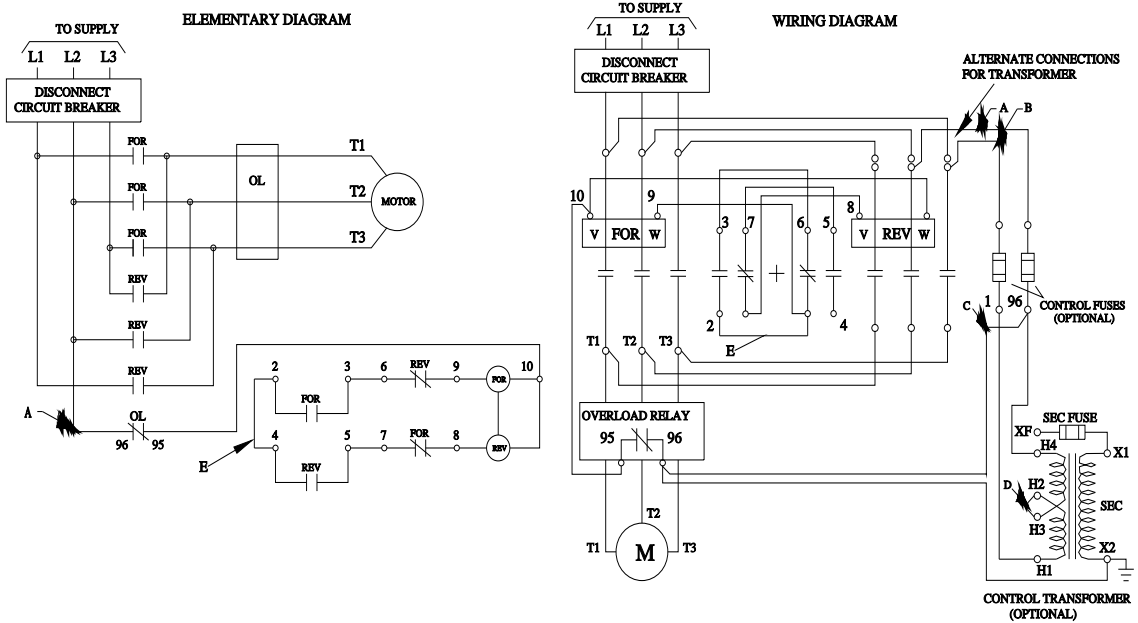 ELEMENTARY DIAGRAM
TO SUPPLY
L1 L2 L3
DISCONNECT
CIRCUIT BREAKER
FOR
T1
OL
FOR
T2
MOTOR
FOR
T3
REV
REV
REV
A
OL
96 95
2 3 6 REV 9 FOR 10
FOR
4 5 7 FOR 8 REV
E
REV
WIRING DIAGRAM
TO SUPPLY
L1 L2 L3
DISCONNECT
CIRCUIT BREAKER
ALTERNATE CONNECTIONS
FOR TRANSFORMER
A B
10 9
V FOR W
3 7 6 5
8
V REV W
2 4
E
C 1 96
CONTROL FUSES
(OPTIONAL)
T1 T2 T3
OVERLOAD RELAY
95 96
SEC FUSE
XF
H4 X1
D H2
SEC
H3
X2
H1
T2
T1 M T3
CONTROL TRANSFORMER
(OPTIONAL)